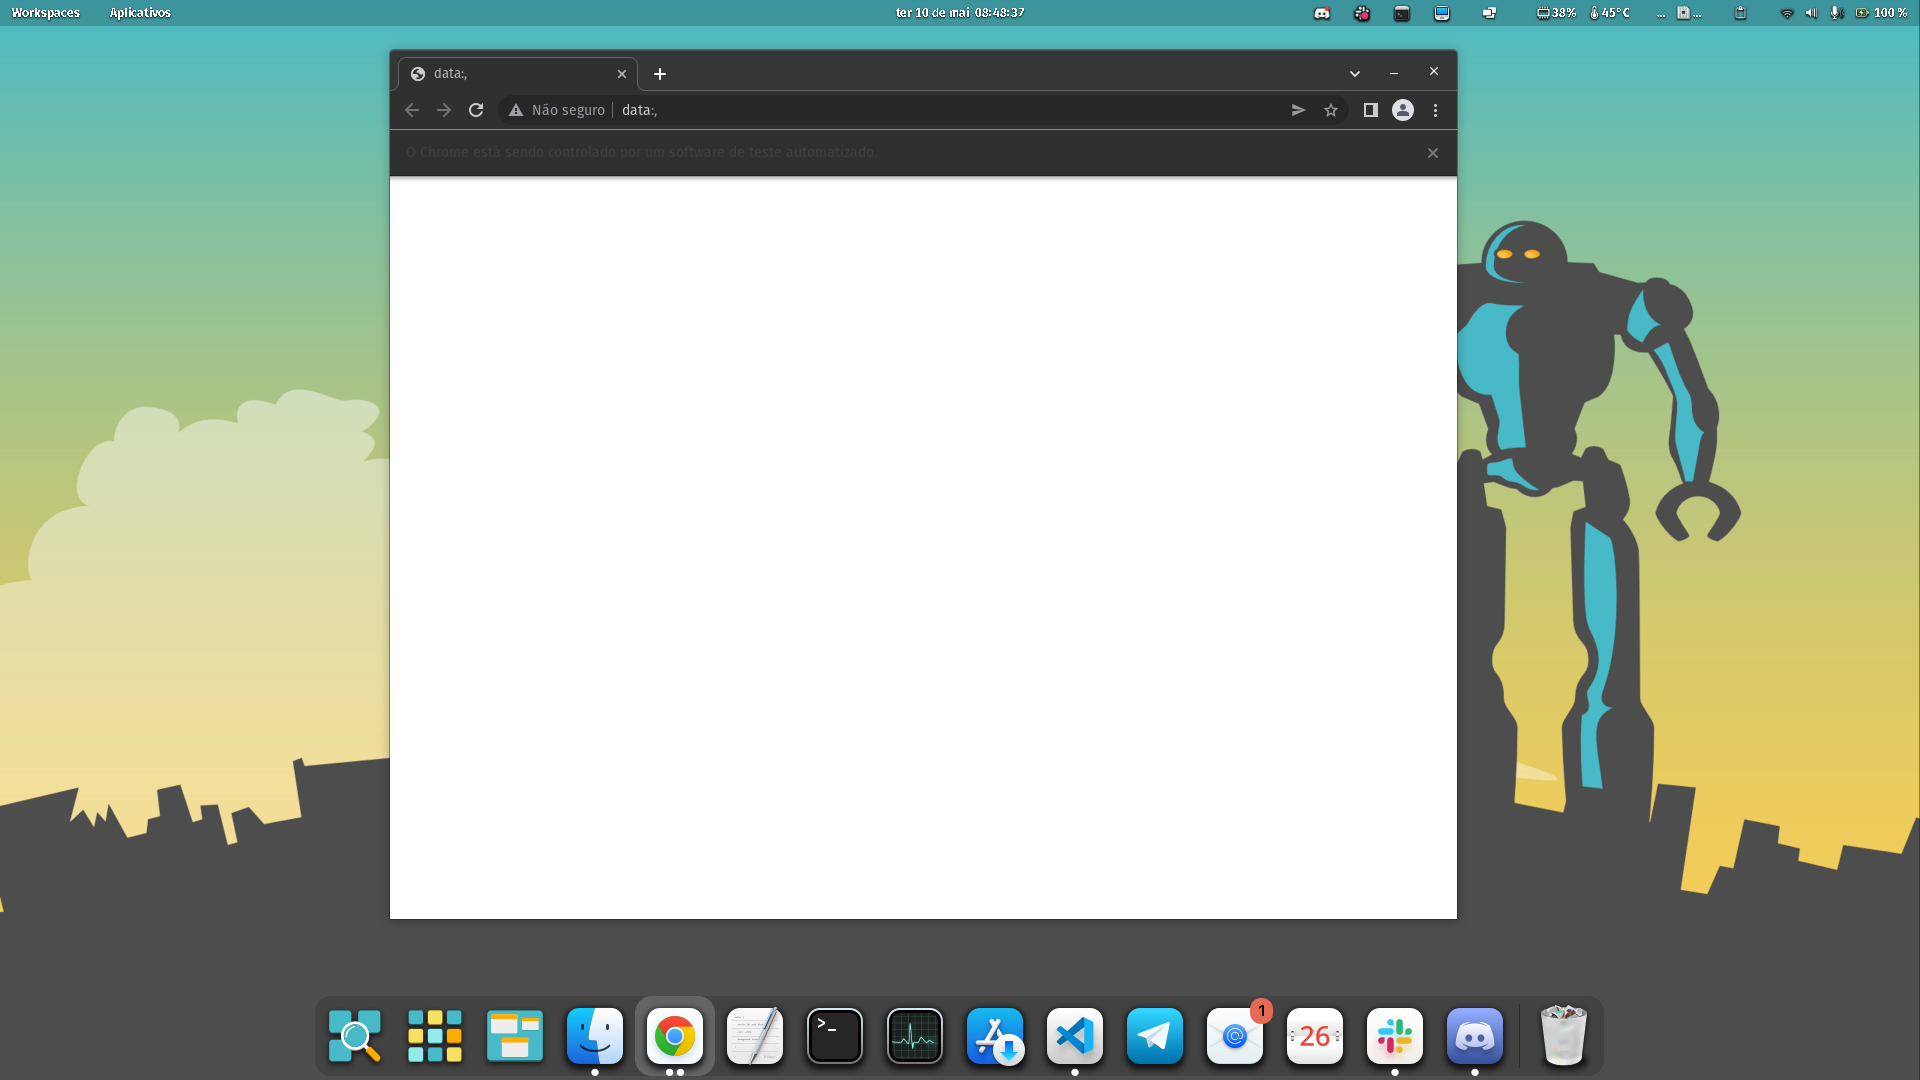 Workspaces Aplicativos ter 10 de mai 08:48:37 38% 45°C ... ... 100 %
data:,
Não seguro data:,
O Chrome está sendo controlado por um software de teste automatizado.
>_
1
26